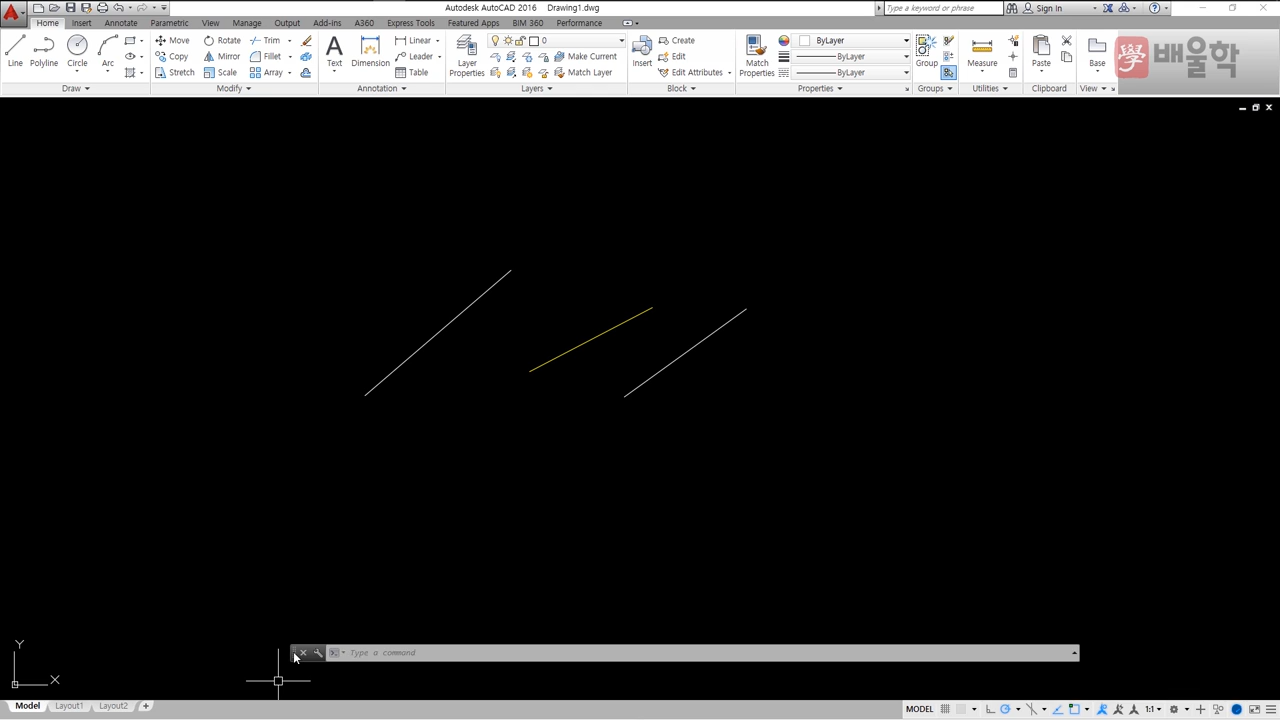 Autodesk AutoCAD 2016 Drawing1.dwg
Type a keyword or phrase
Sign In
Home Insert Annotate Parametric View Manage Output Add-ins A360 Express Tools Featured Apps BIM 360 Performance
Line
Polyline
Circle
Arc
Draw
Move
Rotate
Trim
Copy
Mirror
Fillet
Stretch
Scale
Array
Modify
Text
Dimension
Linear
Leader
Table
Annotation
Layer
Properties
0
Make Current
Match Layer
Layers
Insert
Create
Edit
Edit Attributes
Block
Match
Properties
ByLayer
ByLayer
ByLayer
Properties
Group
Groups
Measure
Utilities
Paste
Clipboard
Base
View
學 배울학
Y
X
Type a command
Model Layout1 Layout2
MODEL
1:1